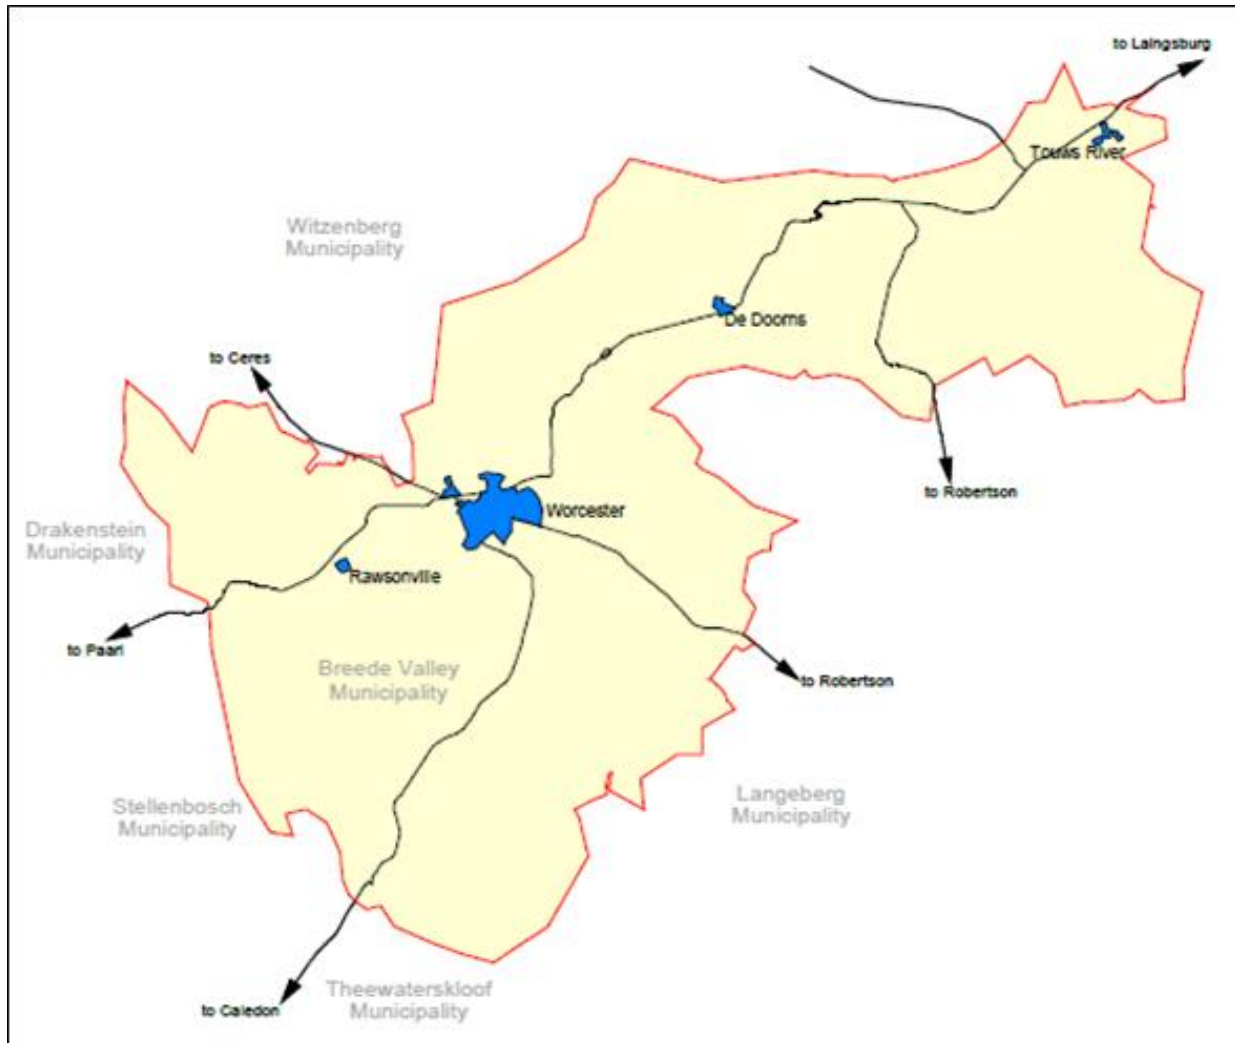 to Laingsburg
Touws River
Witzenberg
Municipality
De Doorns
to Ceres
to Robertson
Worcester
Drakenstein
Municipality
Rawsonville
to Paarl
Breede Valley
Municipality
to Robertson
Stellenbosch
Municipality
Langeberg
Municipality
Theewaterskloof
Municipality
to Caledon